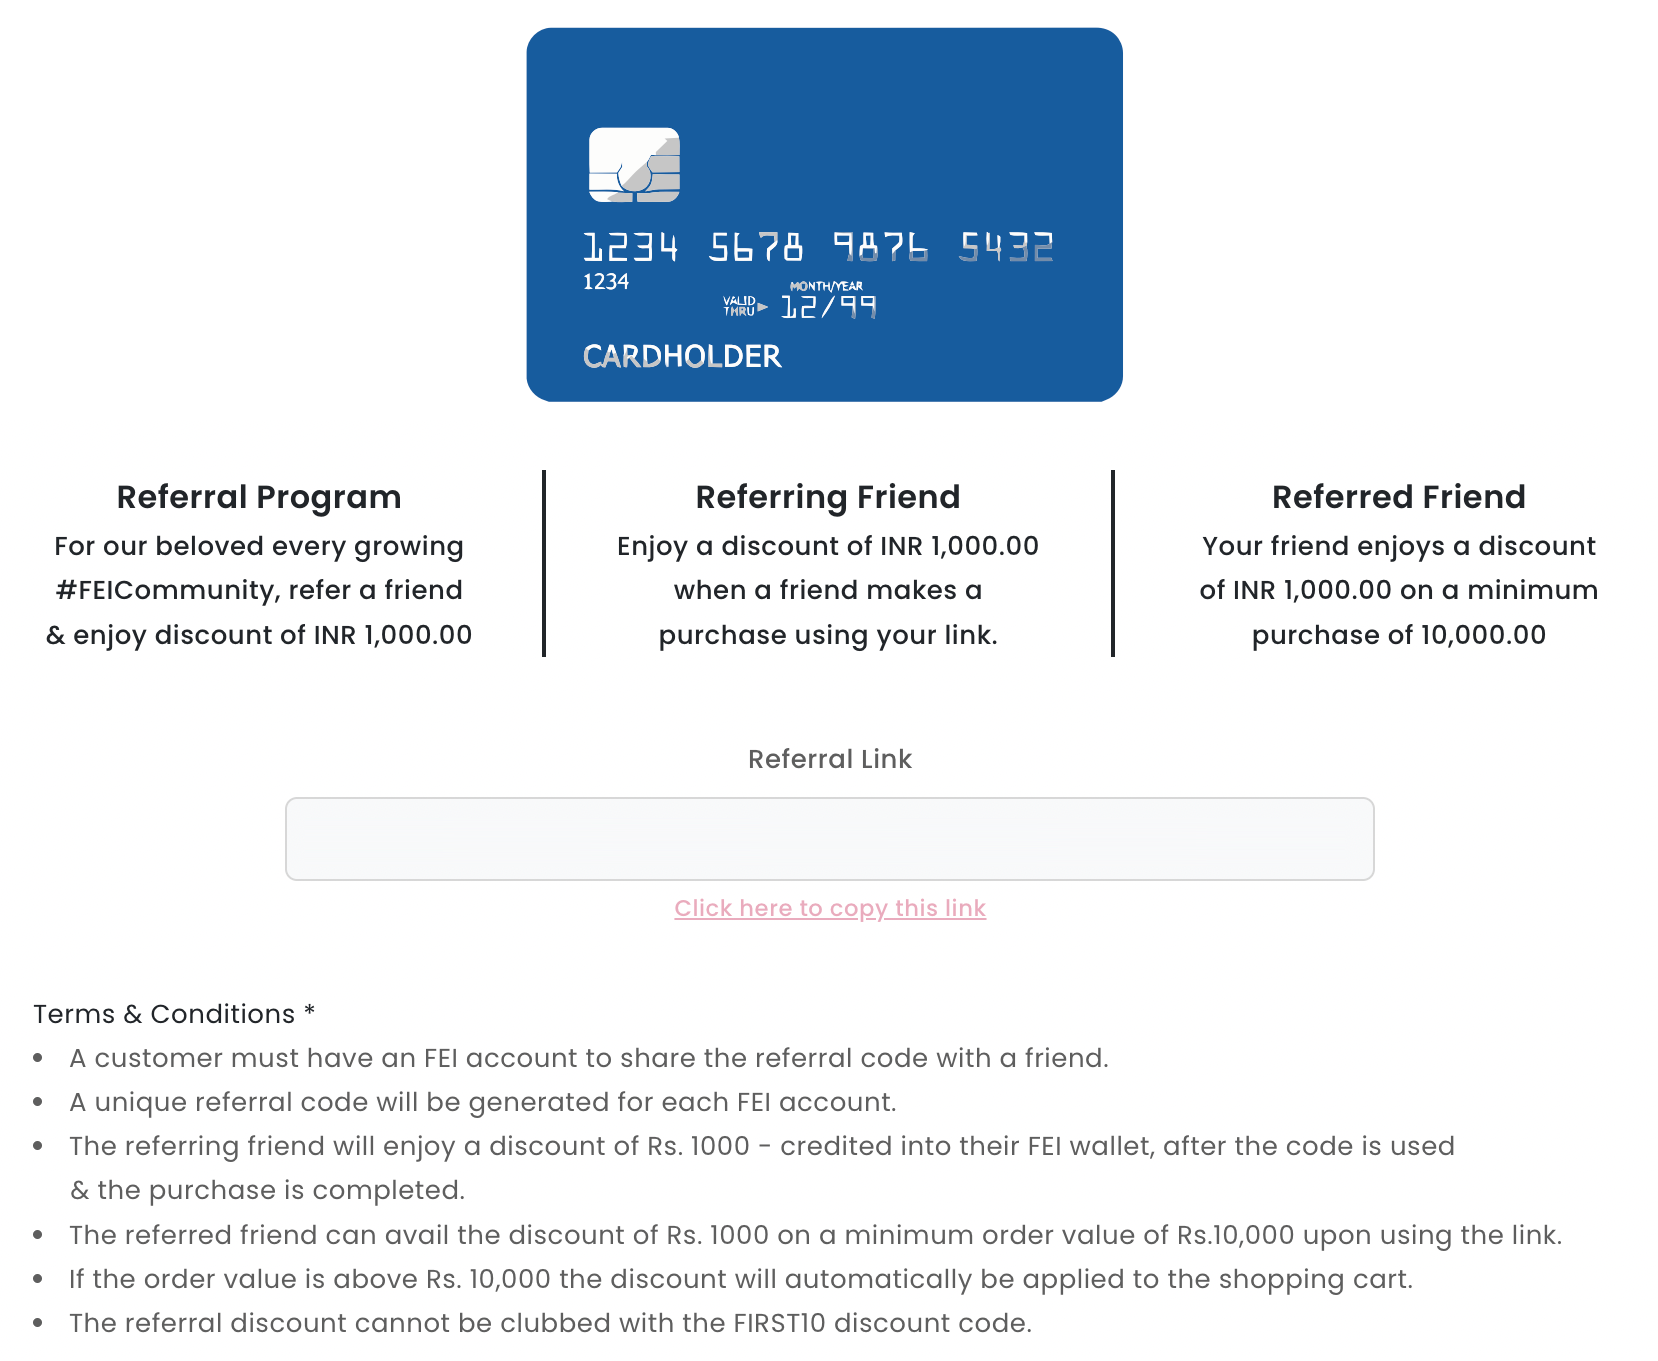 1234 5678 9876 5432
1234
MONTH/YEAR
VALID THRU 12/99
CARDHOLDER
Referral Program
For our beloved every growing
#FEICommunity, refer a friend
& enjoy discount of INR 1,000.00
Referring Friend
Enjoy a discount of INR 1,000.00
when a friend makes a
purchase using your link.
Referred Friend
Your friend enjoys a discount
of INR 1,000.00 on a minimum
purchase of 10,000.00
Referral Link
Click here to copy this link
Terms & Conditions *
• A customer must have an FEI account to share the referral code with a friend.
• A unique referral code will be generated for each FEI account.
• The referring friend will enjoy a discount of Rs. 1000 - credited into their FEI wallet, after the code is used
& the purchase is completed.
• The referred friend can avail the discount of Rs. 1000 on a minimum order value of Rs.10,000 upon using the link.
• If the order value is above Rs. 10,000 the discount will automatically be applied to the shopping cart.
• The referral discount cannot be clubbed with the FIRST10 discount code.